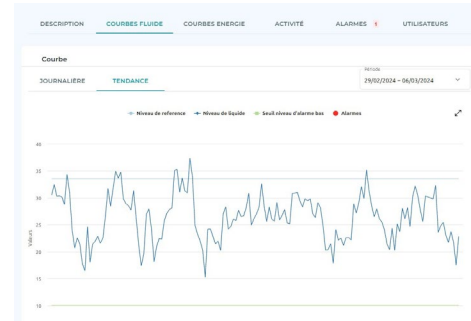 DESCRIPTION COURBES FLUIDE COURBES ENERGIE ACTIVITÉ ALARMES 1 UTILISATEURS
Courbe
JOURNALIÈRE TENDANCE
Période
29/02/2024 – 06/03/2024
Niveau de reference Niveau de liquide Seuil niveau d'alarme bas Alarmes
40
35
30
25
20
15
10
Valeurs